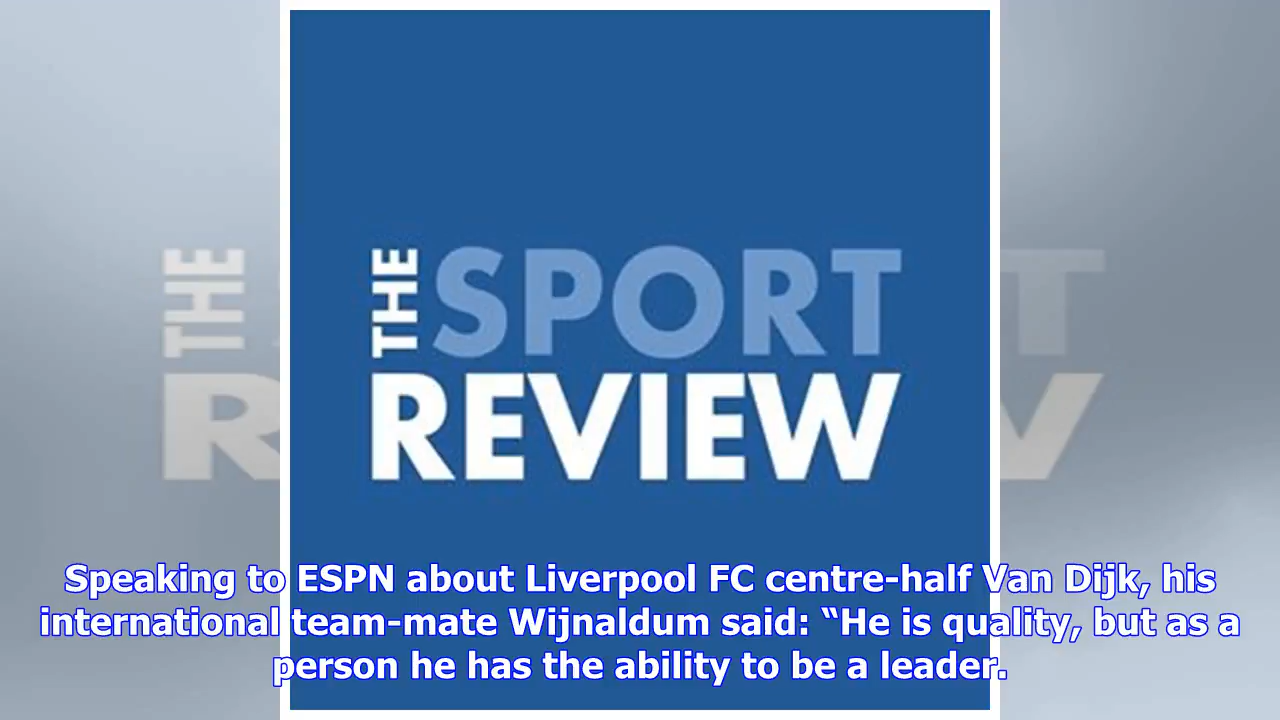 THE SPORT
REVIEW
Speaking to ESPN about Liverpool FC centre-half Van Dijk, his
international team-mate Wijnaldum said: “He is quality, but as a
person he has the ability to be a leader.